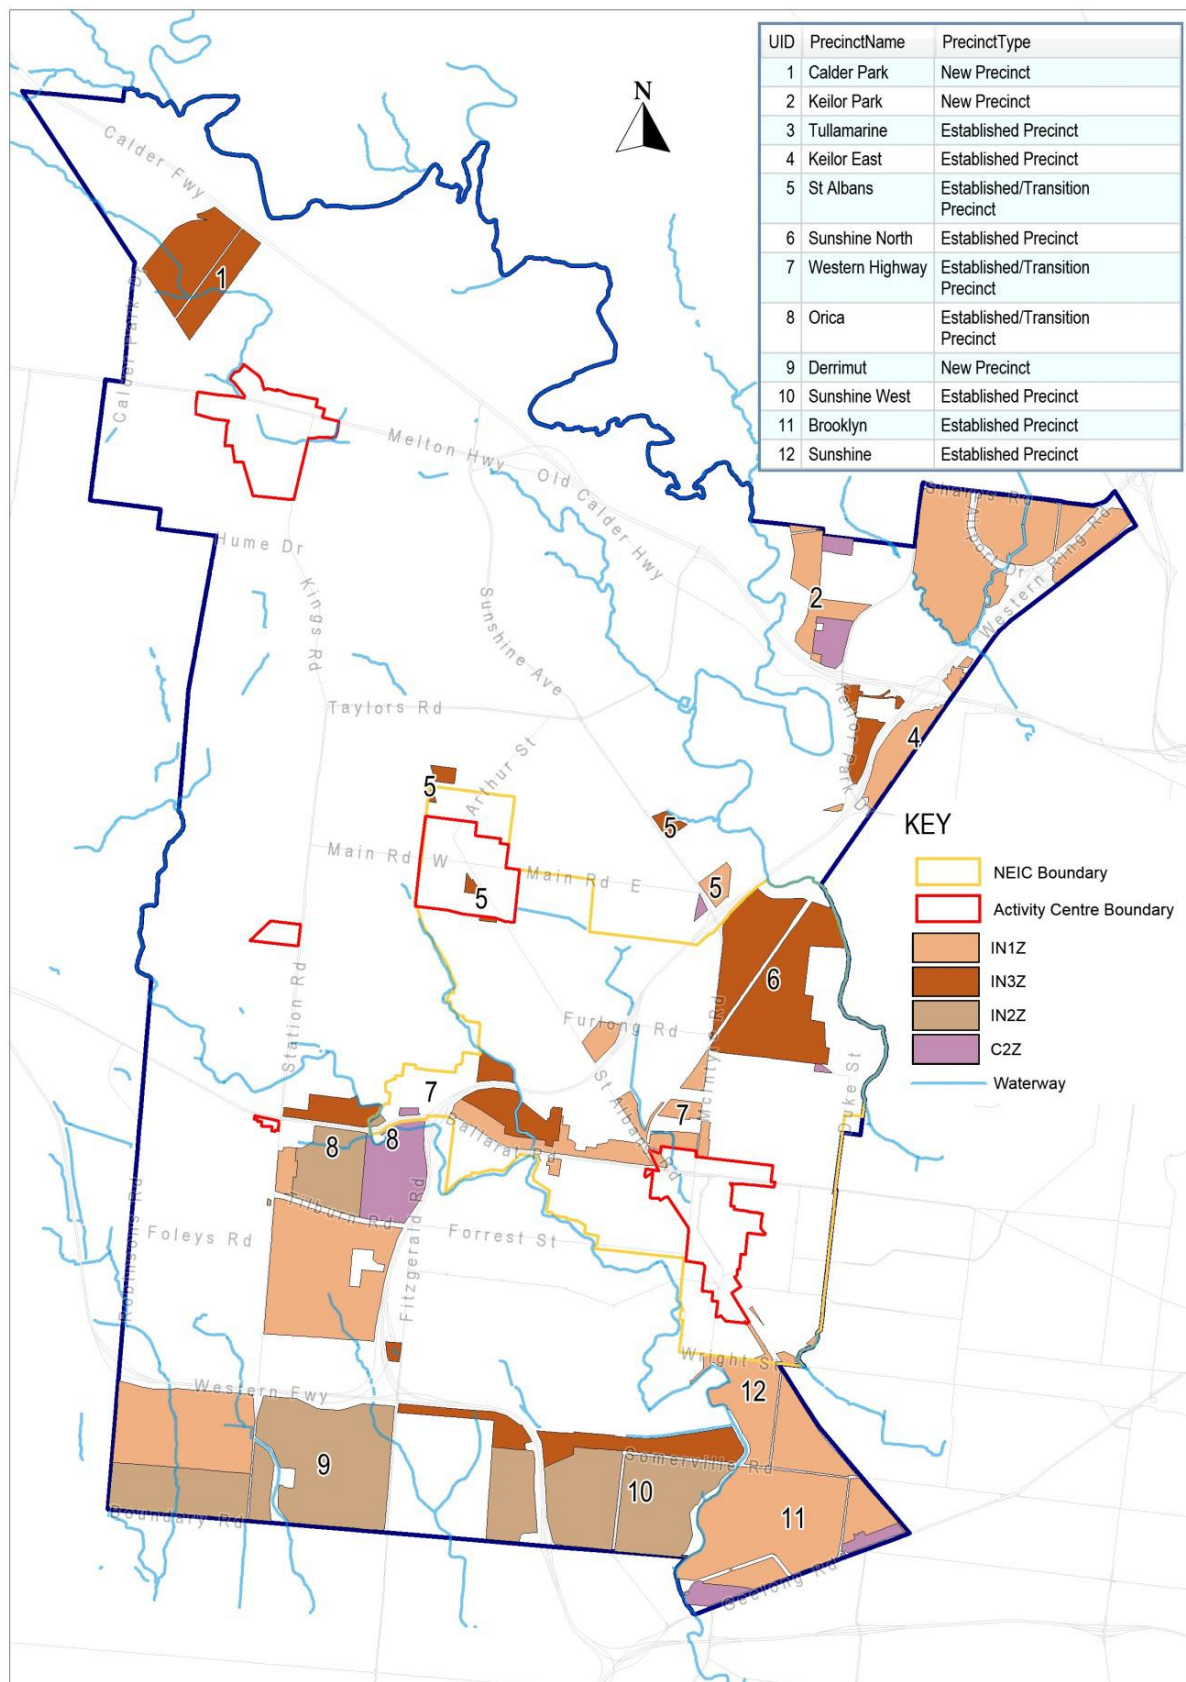 UID PrecinctName PrecinctType
1 Calder Park New Precinct
2 Keilor Park New Precinct
3 Tullamarine Established Precinct
4 Keilor East Established Precinct
5 St Albans Established/Transition
Precinct
6 Sunshine North Established Precinct
7 Western Highway Established/Transition
Precinct
8 Orica Established/Transition
Precinct
9 Derrimut New Precinct
10 Sunshine West Established Precinct
11 Brooklyn Established Precinct
12 Sunshine Established Precinct
N
Calder Fwy
1
Calder Park Dr
Melton Hwy
Old Calder Hwy
Sharps Rd
Airport Dr
Western Ring Rd
Hume Dr
Kings Rd
Sunshine Ave
2
Keilor Park Dr
4
Taylors Rd
Arthur St
5
5
Main Rd W
Main Rd E
5
5
KEY
NEIC Boundary
Activity Centre Boundary
IN1Z
IN3Z
IN2Z
C2Z
Waterway
Station Rd
6
Furlong Rd
McIntyre Rd
Duke St
St Albans Rd
7
7
8
8
Ballarat Rd
Tilburn Rd
Robinsons Rd
Foleys Rd
Forrest St
Fitzgerald Rd
Wright St
Western Fwy
12
9
Somerville Rd
10
11
Boundary Rd
Geelong Rd